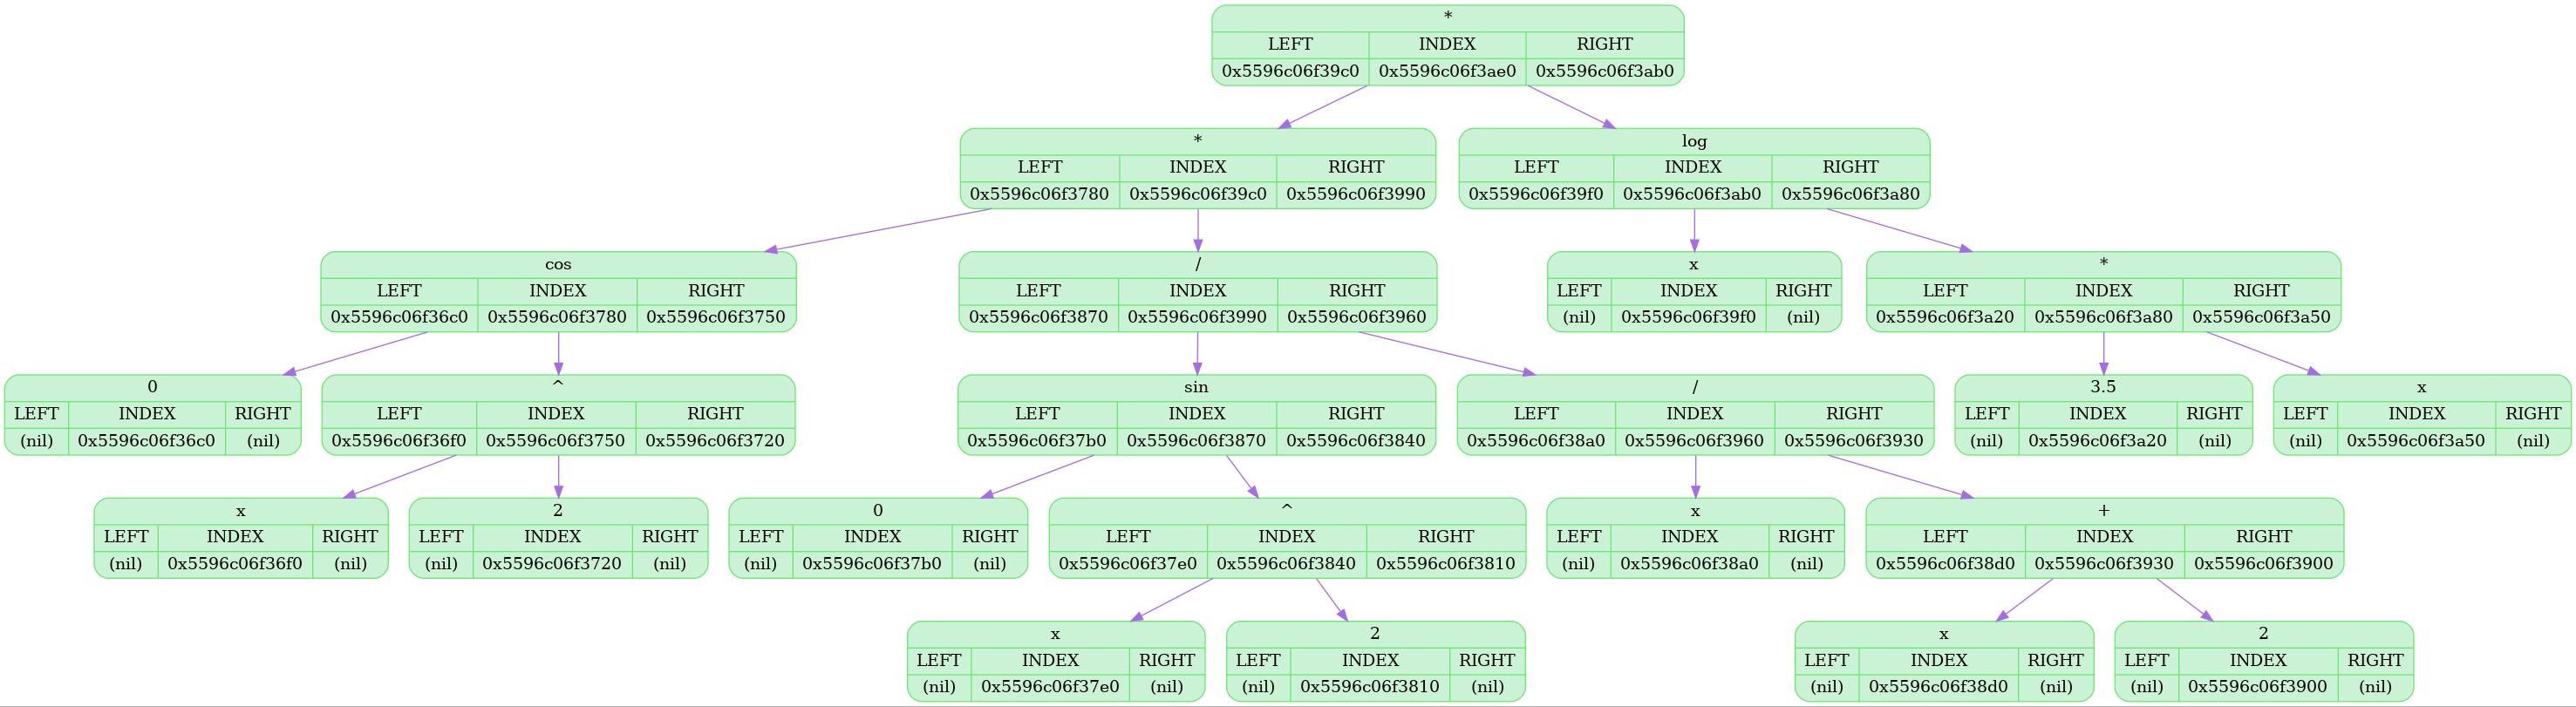 *
LEFT INDEX RIGHT
0x5596c06f39c0 0x5596c06f3ae0 0x5596c06f3ab0
*
LEFT INDEX RIGHT
0x5596c06f3780 0x5596c06f39c0 0x5596c06f3990
log
LEFT INDEX RIGHT
0x5596c06f39f0 0x5596c06f3ab0 0x5596c06f3a80
cos
LEFT INDEX RIGHT
0x5596c06f36c0 0x5596c06f3780 0x5596c06f3750
/
LEFT INDEX RIGHT
0x5596c06f3870 0x5596c06f3990 0x5596c06f3960
x
LEFT INDEX RIGHT
(nil) 0x5596c06f39f0 (nil)
*
LEFT INDEX RIGHT
0x5596c06f3a20 0x5596c06f3a80 0x5596c06f3a50
0
LEFT INDEX RIGHT
(nil) 0x5596c06f36c0 (nil)
^
LEFT INDEX RIGHT
0x5596c06f36f0 0x5596c06f3750 0x5596c06f3720
sin
LEFT INDEX RIGHT
0x5596c06f37b0 0x5596c06f3870 0x5596c06f3840
/
LEFT INDEX RIGHT
0x5596c06f38a0 0x5596c06f3960 0x5596c06f3930
3.5
LEFT INDEX RIGHT
(nil) 0x5596c06f3a20 (nil)
x
LEFT INDEX RIGHT
(nil) 0x5596c06f3a50 (nil)
x
LEFT INDEX RIGHT
(nil) 0x5596c06f36f0 (nil)
2
LEFT INDEX RIGHT
(nil) 0x5596c06f3720 (nil)
0
LEFT INDEX RIGHT
(nil) 0x5596c06f37b0 (nil)
^
LEFT INDEX RIGHT
0x5596c06f37e0 0x5596c06f3840 0x5596c06f3810
x
LEFT INDEX RIGHT
(nil) 0x5596c06f38a0 (nil)
+
LEFT INDEX RIGHT
0x5596c06f38d0 0x5596c06f3930 0x5596c06f3900
x
LEFT INDEX RIGHT
(nil) 0x5596c06f37e0 (nil)
2
LEFT INDEX RIGHT
(nil) 0x5596c06f3810 (nil)
x
LEFT INDEX RIGHT
(nil) 0x5596c06f38d0 (nil)
2
LEFT INDEX RIGHT
(nil) 0x5596c06f3900 (nil)